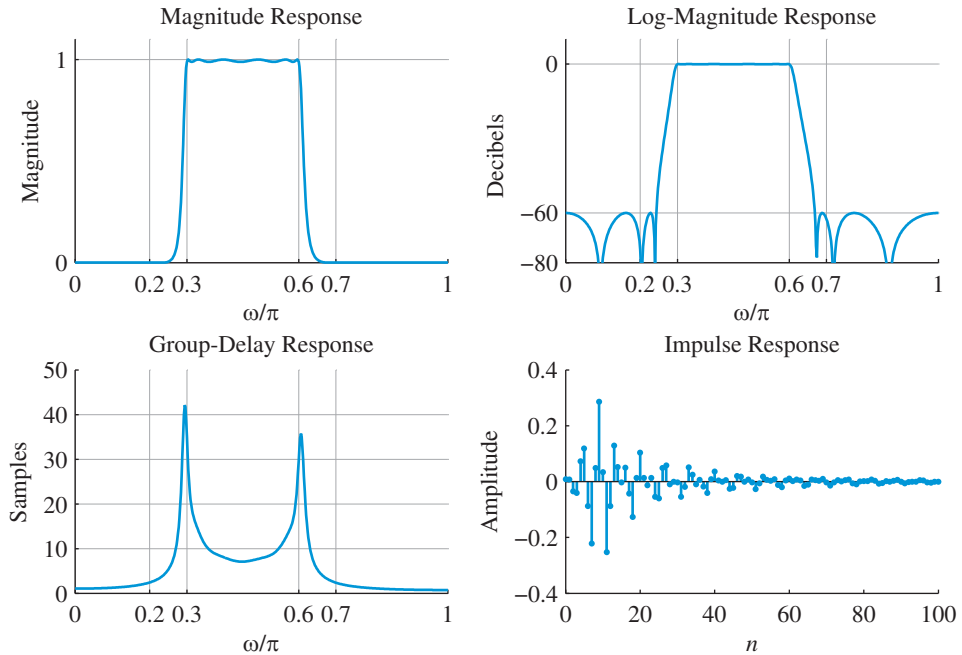 Magnitude Response
1
0
Magnitude
0 0.2 0.3 0.6 0.7 1
ω/π
Log-Magnitude Response
0
−60
−80
Decibels
0 0.2 0.3 0.6 0.7 1
ω/π
Group-Delay Response
50
40
30
20
10
0
Samples
0 0.2 0.3 0.6 0.7 1
ω/π
Impulse Response
0.4
0.2
0
−0.2
−0.4
Amplitude
0 20 40 60 80 100
n